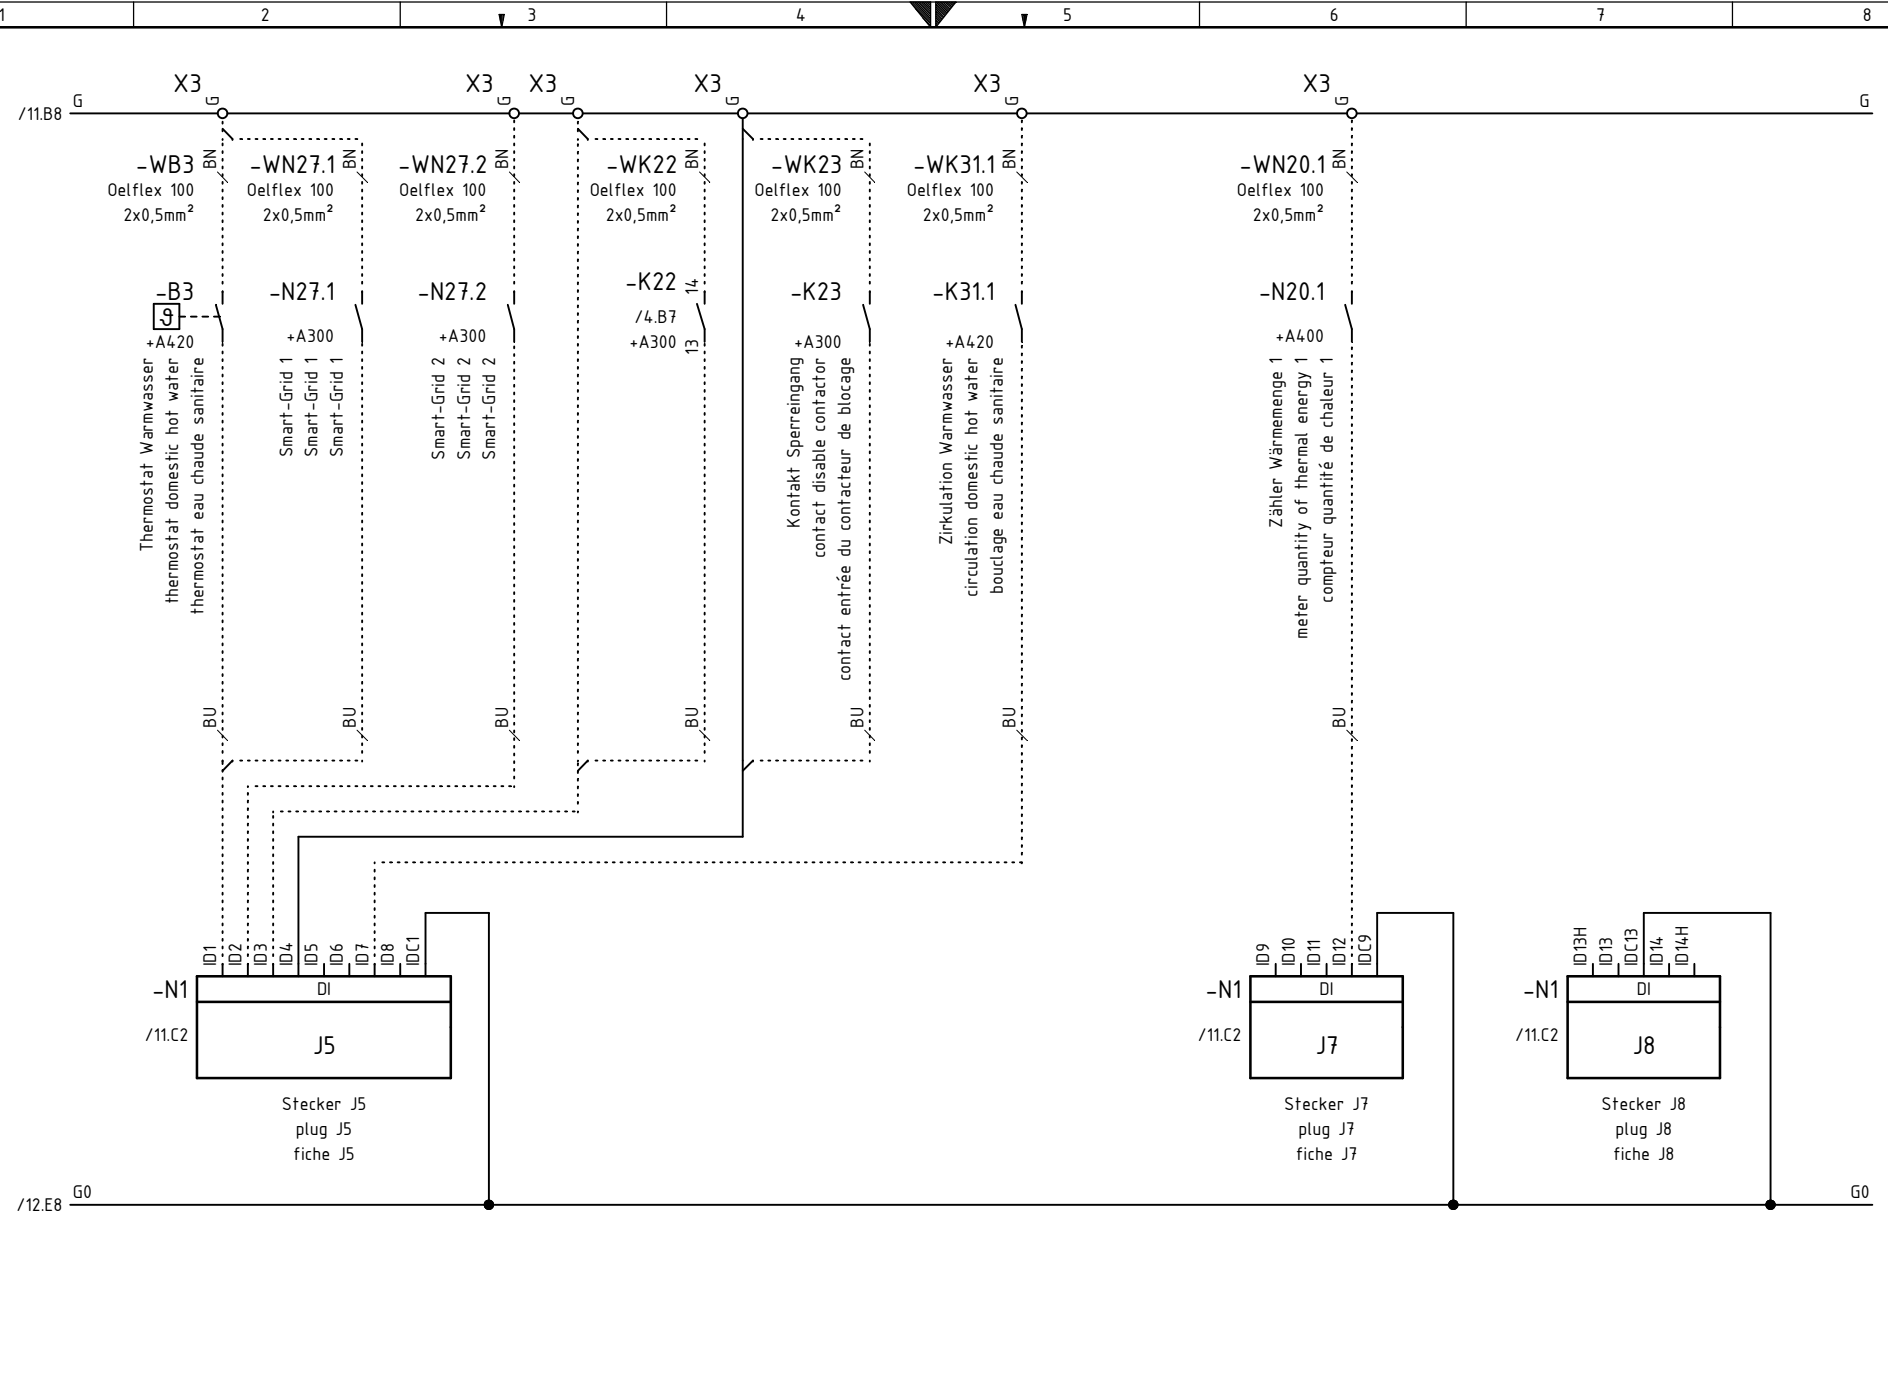 1 2 3 4 5 6 7 8
X3 X3 X3 X3 X3 X3
/11.B8 G G G G G G G G
-WB3 BN -WN27.1 BN -WN27.2 BN -WK22 BN -WK23 BN -WK31.1 BN -WN20.1 BN
Oelflex 100 Oelflex 100 Oelflex 100 Oelflex 100 Oelflex 100 Oelflex 100 Oelflex 100
2x0,5mm² 2x0,5mm² 2x0,5mm² 2x0,5mm² 2x0,5mm² 2x0,5mm² 2x0,5mm²
-B3 -N27.1 -N27.2 -K22 14 -K23 -K31.1 -N20.1
ϑ /4.B7
+A420 +A300 +A300 +A300 13 +A300 +A420 +A400
Thermostat Warmwasser
thermostat domestic hot water
thermostat eau chaude sanitaire
Smart-Grid 1
Smart-Grid 1
Smart-Grid 1
Smart-Grid 2
Smart-Grid 2
Smart-Grid 2
Kontakt Sperreingang
contact disable contactor
contact entrée du contacteur de blocage
Zirkulation Warmwasser
circulation domestic hot water
bouclage eau chaude sanitaire
Zähler Wärmemenge 1
meter quantity of thermal energy 1
compteur quantité de chaleur 1
BU BU BU BU BU BU BU
ID1 ID2 ID3 ID4 ID5 ID6 ID7 ID8 IDC1
ID9 ID10 ID11 ID12 IDC9
ID13H ID13 IDC13 ID14 ID14H
-N1 DI -N1 DI -N1 DI
/11.C2 J5 /11.C2 J7 /11.C2 J8
Stecker J5 Stecker J7 Stecker J8
plug J5 plug J7 plug J8
fiche J5 fiche J7 fiche J8
/12.E8 G0 G0